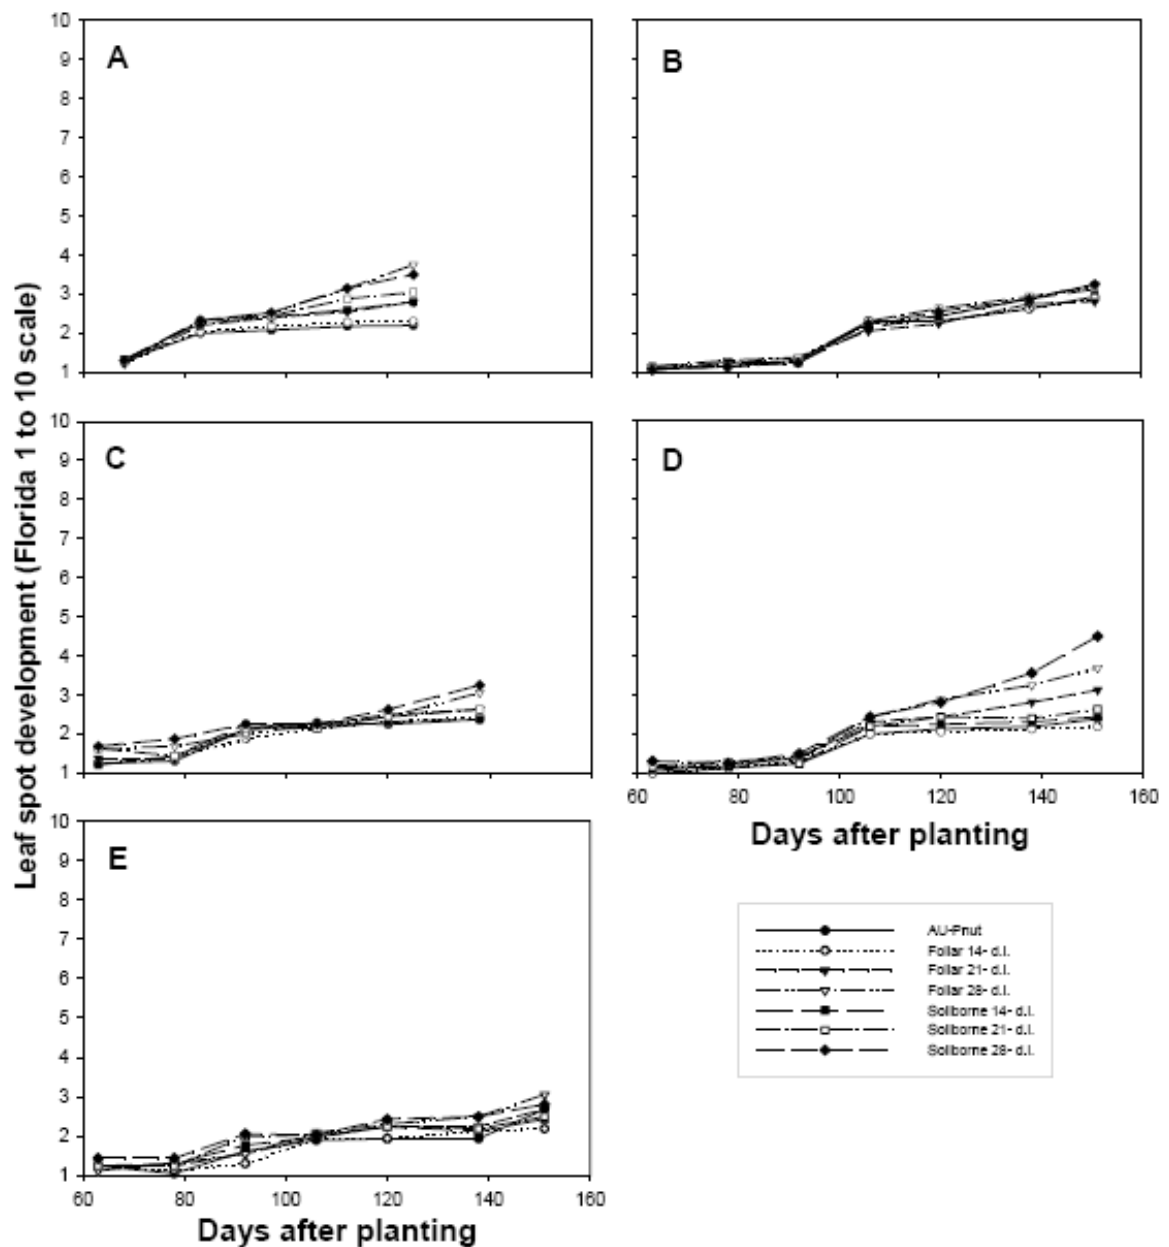 Leaf spot development (Florida 1 to 10 scale)
A
10
9
8
7
6
5
4
3
2
1
B
C
10
9
8
7
6
5
4
3
2
1
D
60 80 100 120 140 160
Days after planting
E
10
9
8
7
6
5
4
3
2
1
60 80 100 120 140 160
Days after planting
AU-Pnut
Foliar 14- d.i.
Foliar 21- d.i.
Foliar 28- d.i.
Soilborne 14- d.i.
Soilborne 21- d.i.
Soilborne 28- d.i.